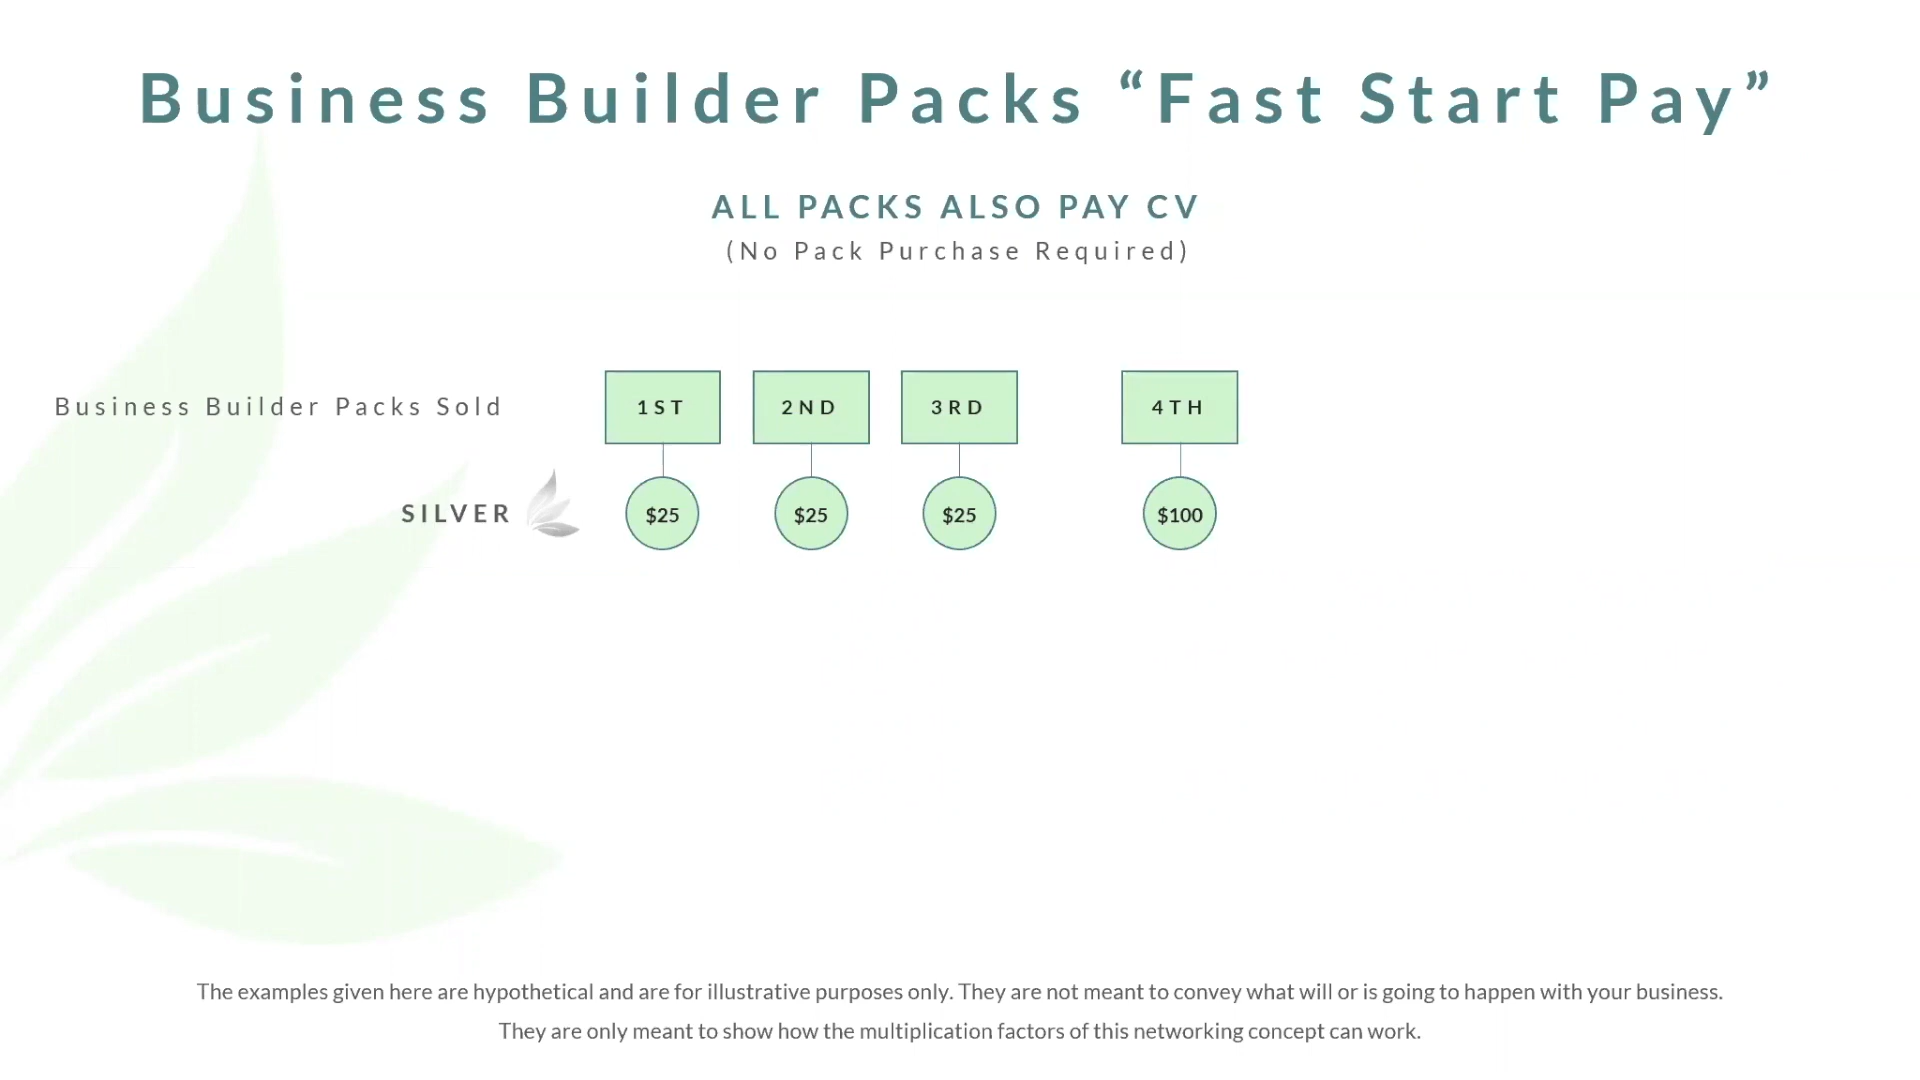 Business Builder Packs “Fast Start Pay”
ALL PACKS ALSO PAY CV
(No Pack Purchase Required)
Business Builder Packs Sold
1ST
2ND
3RD
4TH
SILVER
$25
$25
$25
$100
The examples given here are hypothetical and are for illustrative purposes only. They are not meant to convey what will or is going to happen with your business.
They are only meant to show how the multiplication factors of this networking concept can work.